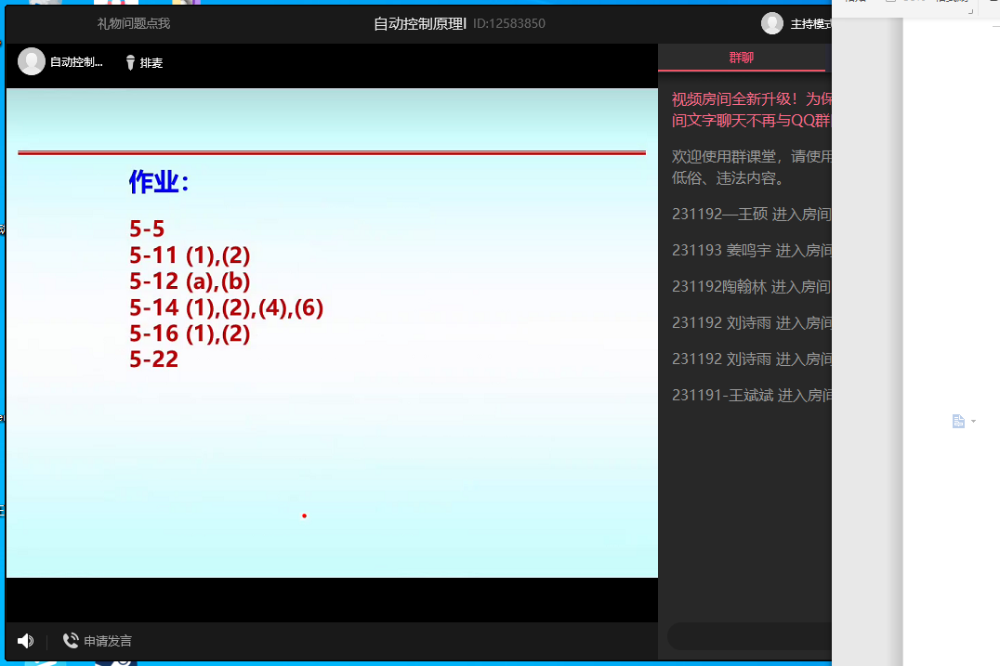 礼物问题点我
自动控制原理I ID:12583850
主持模式
自动控制...
排麦
群聊
视频房间全新升级！为保
间文字聊天不再与QQ群
欢迎使用群课堂，请使用
低俗、违法内容。
231192—王硕 进入房间
231193 姜鸣宇 进入房间
231192陶翰林 进入房间
231192 刘诗雨 进入房间
231192 刘诗雨 进入房间
231191-王斌斌 进入房间
作业：
5-5
5-11 (1),(2)
5-12 (a),(b)
5-14 (1),(2),(4),(6)
5-16 (1),(2)
5-22
申请发言